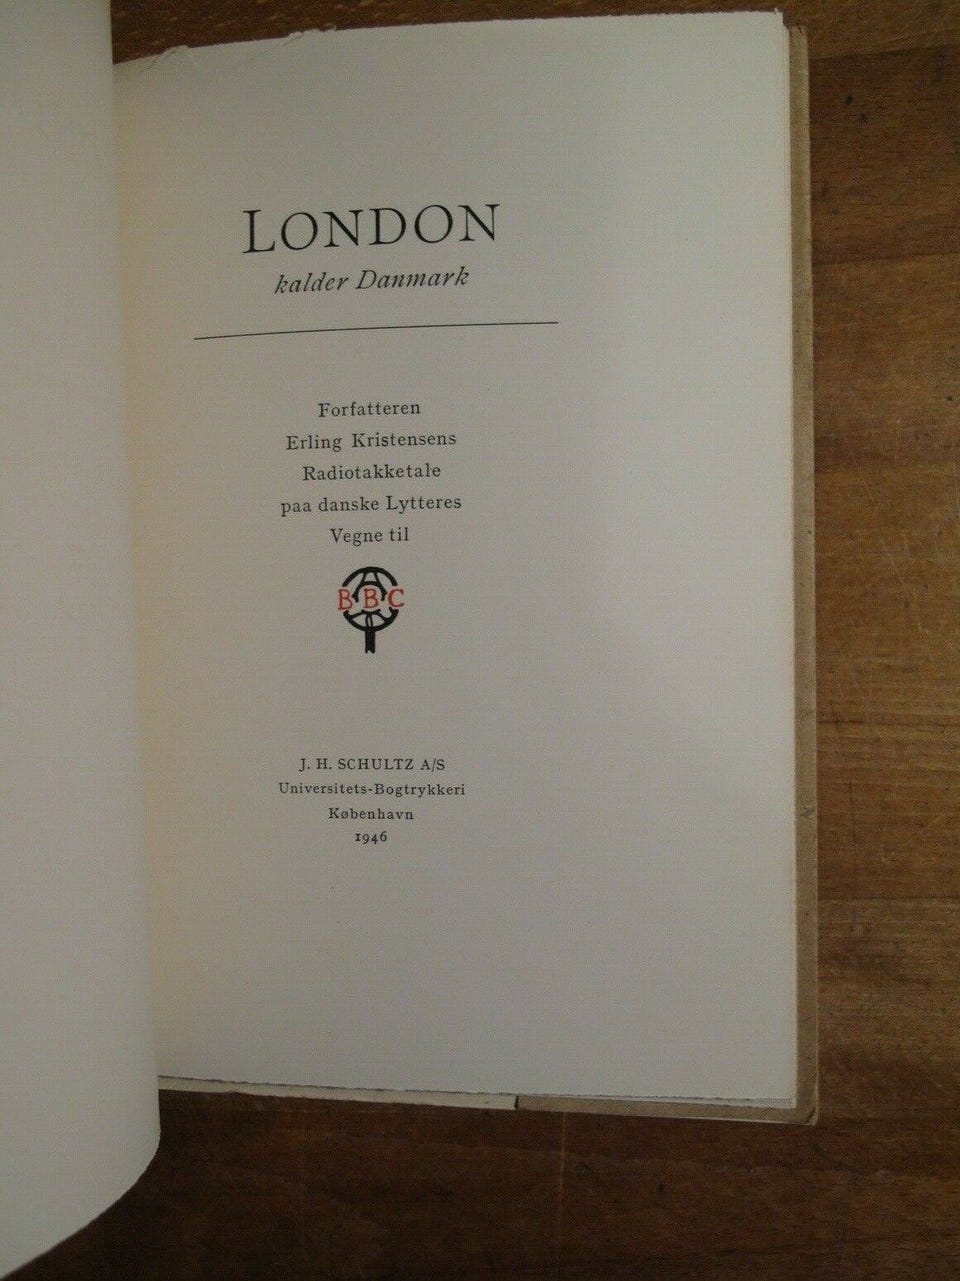 LONDON
kalder Danmark
Forfatteren
Erling Kristensens
Radiotakketale
paa danske Lytteres
Vegne til
BBC
J. H. SCHULTZ A/S
Universitets-Bogtrykkeri
København
1946